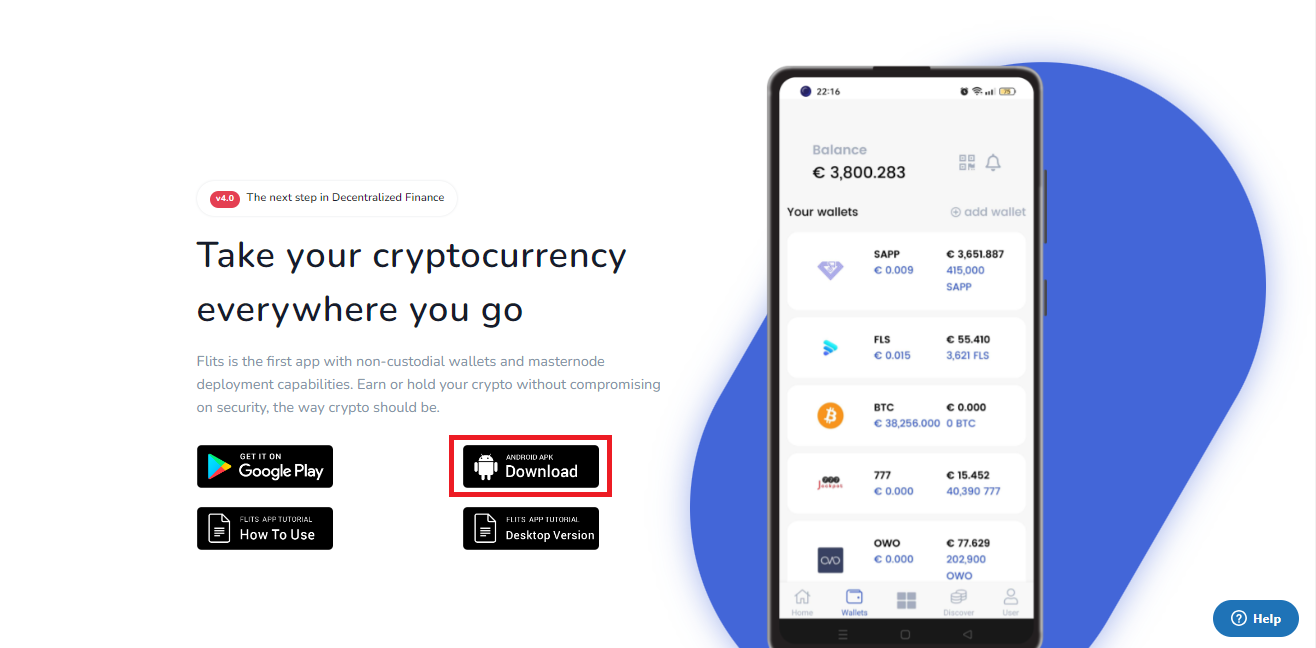 v4.0 The next step in Decentralized Finance
Take your cryptocurrency
everywhere you go
Flits is the first app with non-custodial wallets and masternode
deployment capabilities. Earn or hold your crypto without compromising
on security, the way crypto should be.
GET IT ON
Google Play
ANDROID APK
Download
FLITS APP TUTORIAL
How To Use
FLITS APP TUTORIAL
Desktop Version
22:16
75
Balance
€ 3,800.283
Your wallets
add wallet
SAPP € 3,651.887
€ 0.009 415,000
SAPP
FLS € 55.410
€ 0.015 3,621 FLS
BTC € 0.000
€ 38,256.000 0 BTC
777 € 15.452
€ 0.000 40,390 777
777
Jackpot
OWO € 77.629
€ 0.000 202,900
OWO
Home Wallets Discover User
Help